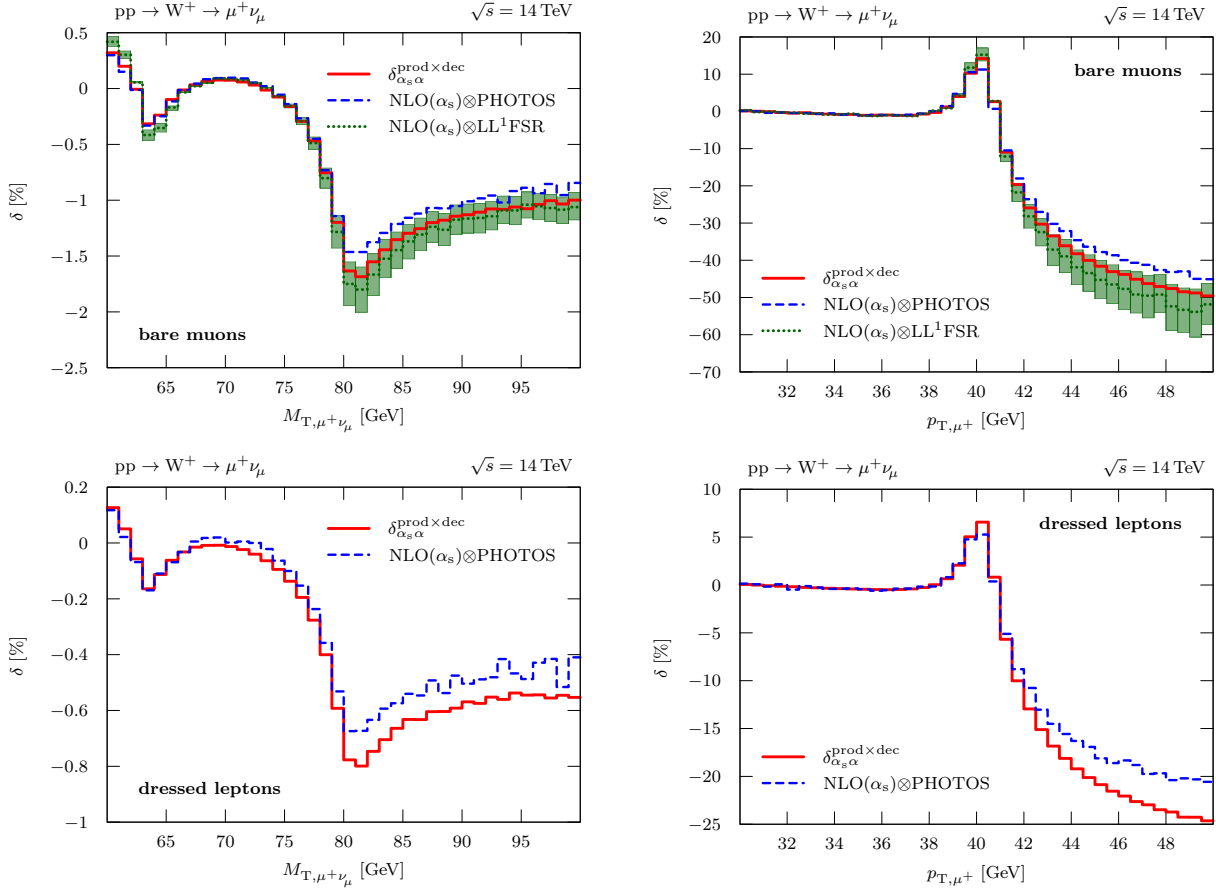 pp → W⁺ → μ⁺ν_μ
√s = 14 TeV
0.5
0
−0.5
−1
−1.5
−2
−2.5
δ [%]
δ^{prod×dec}_{α_sα}
NLO(α_s)⊗PHOTOS
NLO(α_s)⊗LL¹FSR
bare muons
65 70 75 80 85 90 95
M_{T,μ⁺ν_μ} [GeV]
pp → W⁺ → μ⁺ν_μ
√s = 14 TeV
20
10
0
−10
−20
−30
−40
−50
−60
−70
δ [%]
bare muons
δ^{prod×dec}_{α_sα}
NLO(α_s)⊗PHOTOS
NLO(α_s)⊗LL¹FSR
32 34 36 38 40 42 44 46 48
p_{T,μ⁺} [GeV]
pp → W⁺ → μ⁺ν_μ
√s = 14 TeV
0.2
0
−0.2
−0.4
−0.6
−0.8
−1
δ [%]
δ^{prod×dec}_{α_sα}
NLO(α_s)⊗PHOTOS
dressed leptons
65 70 75 80 85 90 95
M_{T,μ⁺ν_μ} [GeV]
pp → W⁺ → μ⁺ν_μ
√s = 14 TeV
10
5
0
−5
−10
−15
−20
−25
δ [%]
dressed leptons
δ^{prod×dec}_{α_sα}
NLO(α_s)⊗PHOTOS
32 34 36 38 40 42 44 46 48
p_{T,μ⁺} [GeV]